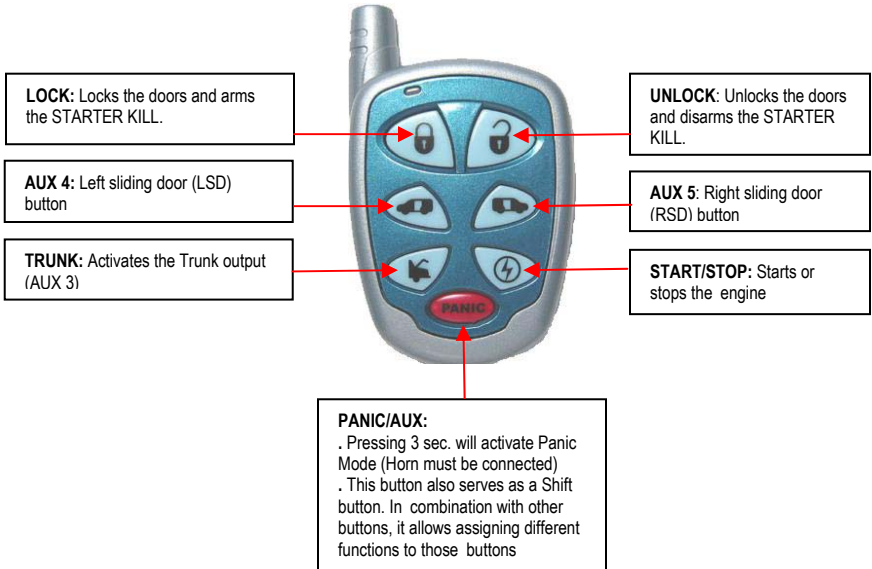 LOCK: Locks the doors and arms
the STARTER KILL.
UNLOCK: Unlocks the doors
and disarms the STARTER
KILL.
AUX 4: Left sliding door (LSD)
button
AUX 5: Right sliding door
(RSD) button
TRUNK: Activates the Trunk output
(AUX 3)
START/STOP: Starts or
stops the engine
PANIC
PANIC/AUX:
. Pressing 3 sec. will activate Panic
Mode (Horn must be connected)
. This button also serves as a Shift
button. In combination with other
buttons, it allows assigning different
functions to those buttons